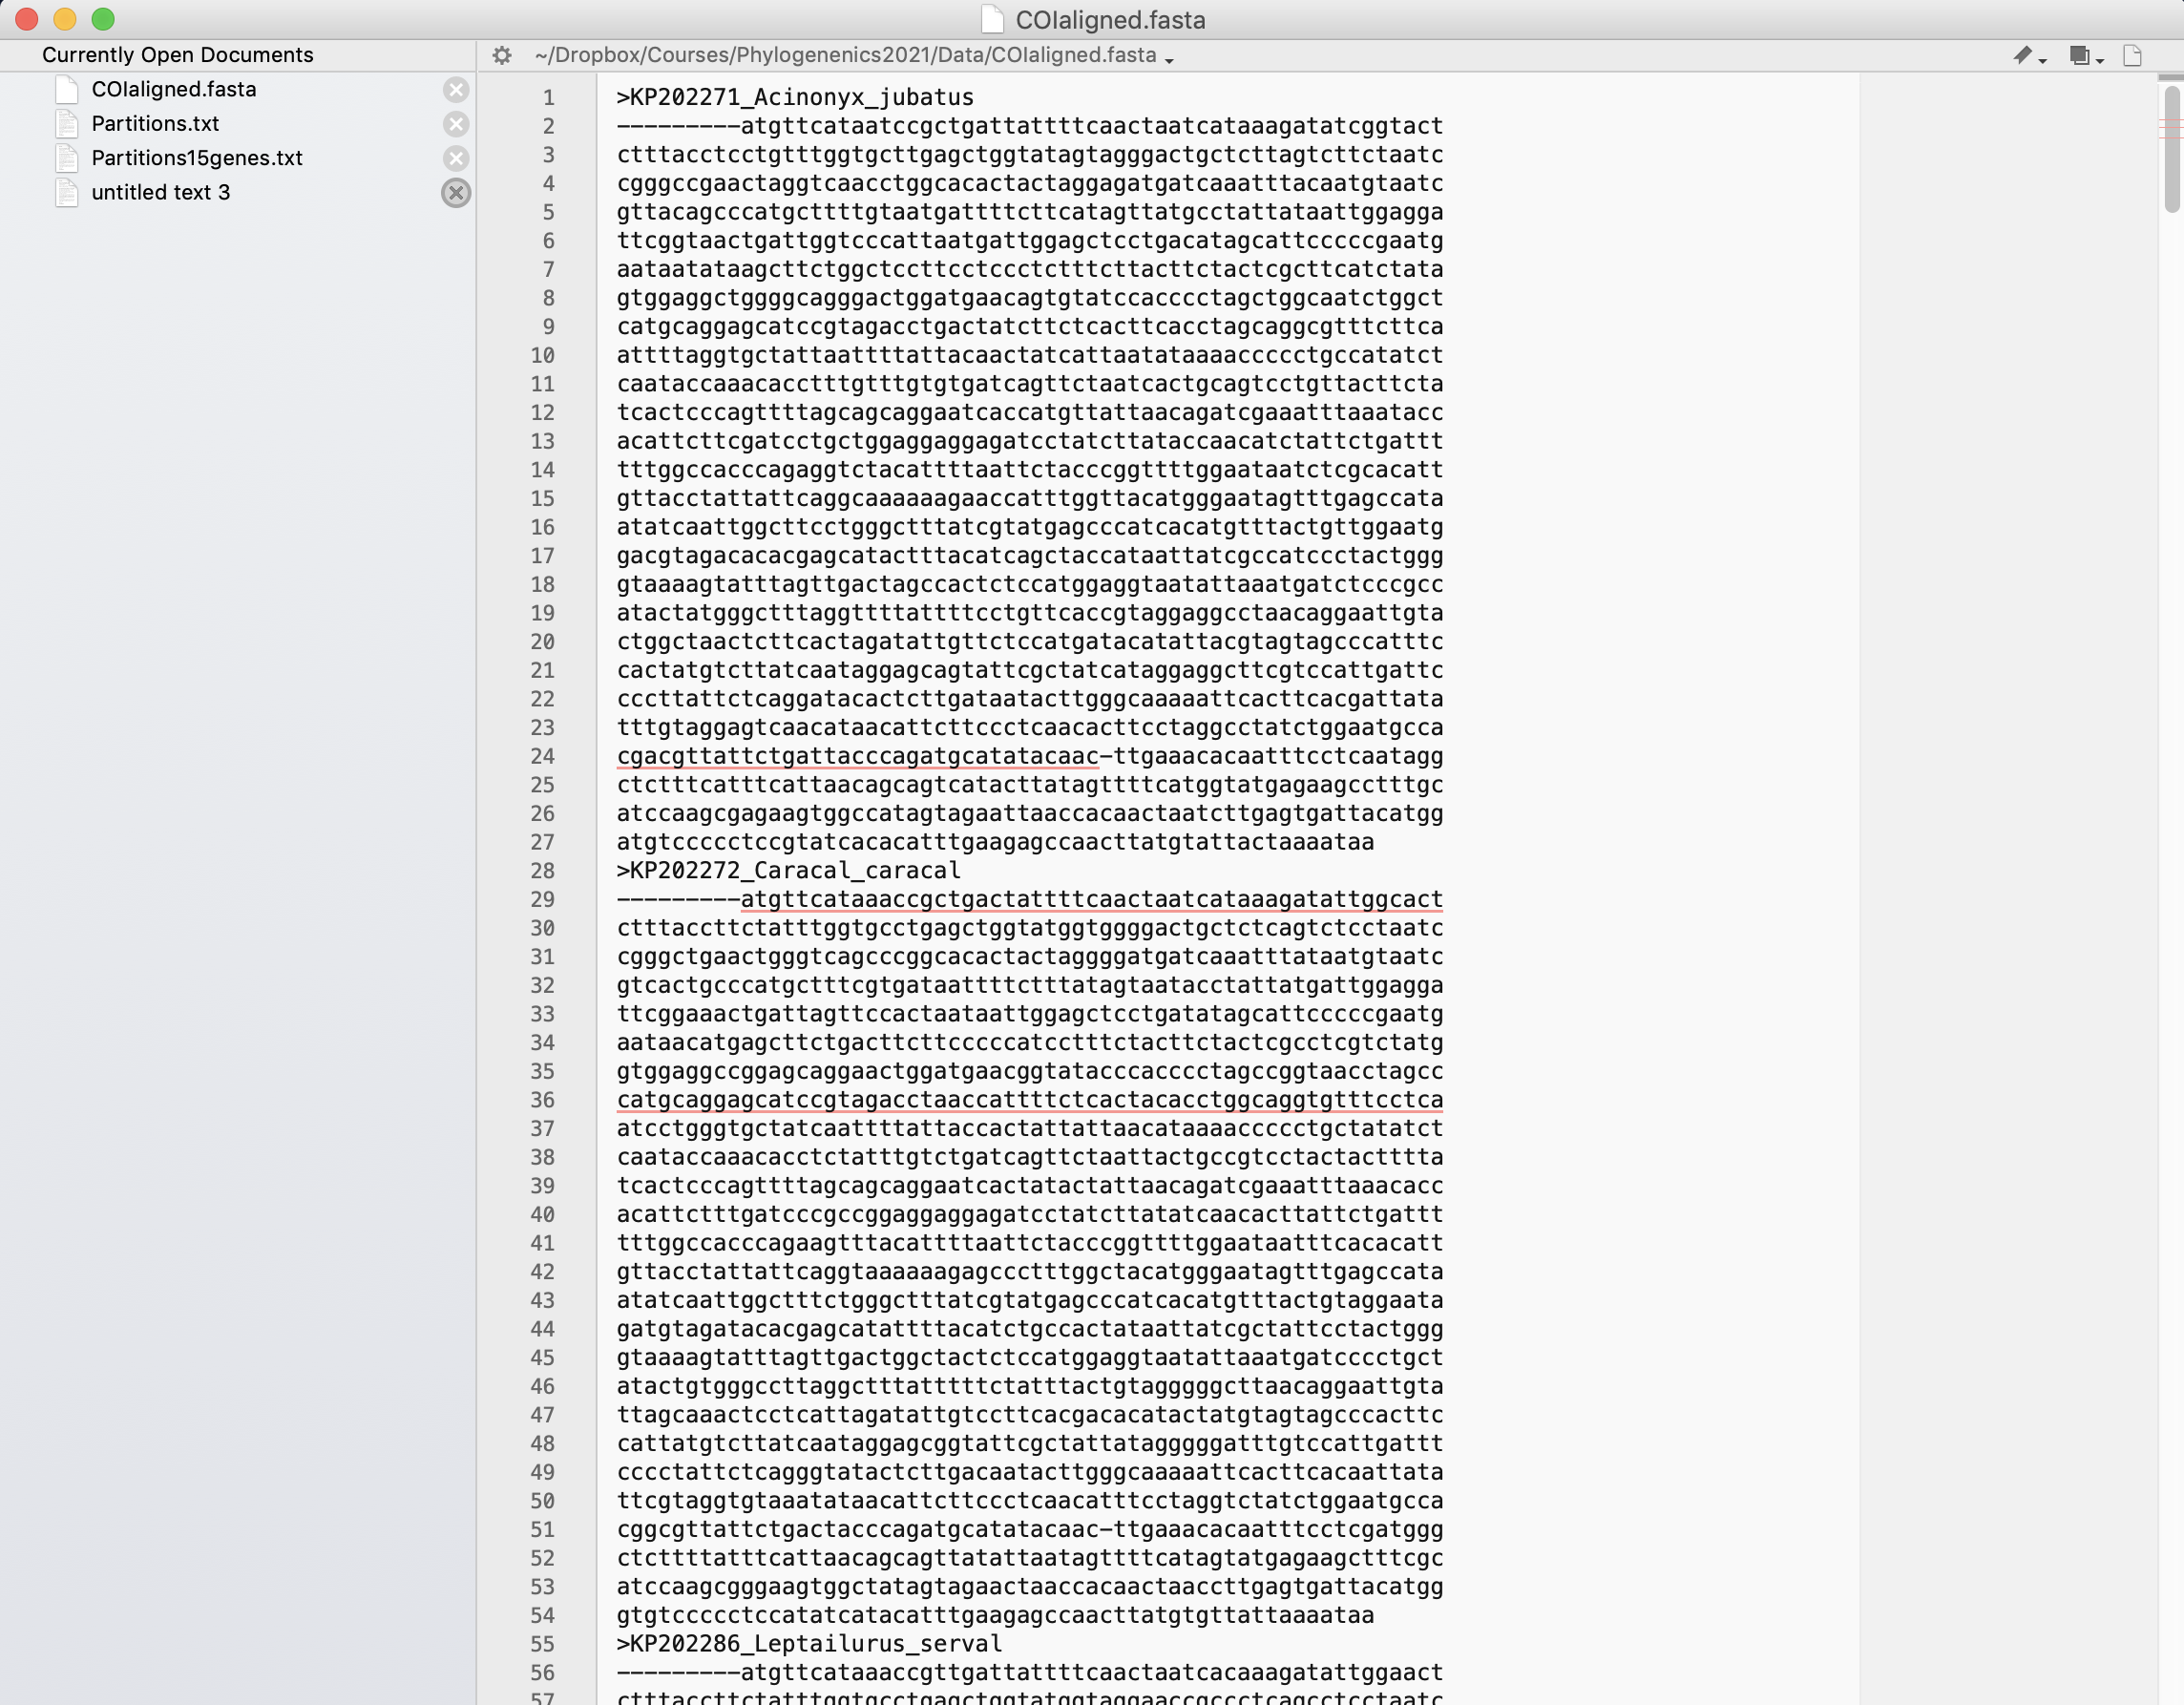 COIaligned.fasta
Currently Open Documents
~/Dropbox/Courses/Phylogenenics2021/Data/COIaligned.fasta
COIaligned.fasta
Partitions.txt
Partitions15genes.txt
untitled text 3
1 >KP202271_Acinonyx_jubatus
2 ---------atgttcataatccgctgattattttcaactaatcataaagatatcggtact
3 ctttacctcctgtttggtgcttgagctggtatagtagggactgctcttagtcttctaatc
4 cgggccgaactaggtcaacctggcacactactaggagatgatcaaatttacaatgtaatc
5 gttacagcccatgcttttgtaatgattttcttcatagttatgcctattataattggagga
6 ttcggtaactgattggtcccattaatgattggagctcctgacatagcattcccccgaatg
7 aataatataagcttctggctccttcctccctctttcttacttctactcgcttcatctata
8 gtggaggctggggcagggactggatgaacagtgtatccacccctagctggcaatctggct
9 catgcaggagcatccgtagacctgactatcttctcacttcacctagcaggcgtttcttca
10 attttaggtgctattaattttattacaactatcattaatataaaacccccctgccatatct
11 caataccaaacacctttgtttgtgtgatcagttctaatcactgcagtcctgttacttcta
12 tcactcccagttttagcagcaggaatcaccatgttattaacagatcgaaatttaaatacc
13 acattcttcgatcctgctggaggaggagatcctatcttataccaacatctattctgattt
14 tttggccacccagaggtctacattttaattctacccggttttggaataatctcgcacatt
15 gttacctattattcaggcaaaaaagaaccatttggttacatgggaatagtttgagccata
16 atatcaattggcttcctgggctttatcgtatgagcccatcacatgtttactgttggaatg
17 gacgtagacacacgagcatactttacatcagctaccataattatcgccatccctactggg
18 gtaaaagtatttagttgactagccactctccatggaggtaatattaaatgatctcccgcc
19 atactatgggctttaggttttattttcctgttcaccgtaggaggcctaacaggaattgta
20 ctggctaactcttcactagatattgttctccatgatacatattacgtagtagcccatttc
21 cactatgtcttatcaataggagcagtattcgctatcataggaggcttcgtccattgattc
22 cccttattctcaggatacactcttgataatacttgggcaaaaattcacttcacgattata
23 tttgtaggagtcaacataacattcttccctcaacacttcctaggcctatctggaatgcca
24 cgacgttattctgattacccagatgcatatacaac-ttgaaacacaatttcctcaatagg
25 ctctttcatttcattaacagcagtcatacttatagttttcatggtatgagaagcctttgc
26 atccaagcgagaagtggccatagtagaattaaccacaactaatcttgagtgattacatgg
27 atgtccccctccgtatcacacatttgaagagccaacttatgtattactaaaataa
28 >KP202272_Caracal_caracal
29 ---------atgttcataaaccgctgactattttcaactaatcataaagatattggcact
30 ctttaccttctatttggtgcctgagctggtatggtggggactgctctcagtctcctaatc
31 cgggctgaactgggtcagcccggcacactactaggggatgatcaaatttataatgtaatc
32 gtcactgcccatgctttcgtgataattttctttatagtaatacctattatgattggagga
33 ttcggaaactgattagttccactaataattggagctcctgatatagcattcccccgaatg
34 aataacatgagcttctgacttcttcccccatcctttctacttctactcgcctcgtctatg
35 gtggaggccggagcaggaactggatgaacggtatacccacccctagccggtaacctagcc
36 catgcaggagcatccgtagacctaaccattttctcactacacctggcaggtgtttcctca
37 atcctgggtgctatcaattttattaccactattattaacataaaacccccctgctatatct
38 caataccaaacacctctatttgtctgatcagttctaattactgccgtcctactactttta
39 tcactcccagttttagcagcaggaatcactatactattaacagatcgaaatttaaacacc
40 acattctttgatcccgccggaggaggagatcctatcttatatcaacacttattctgattt
41 tttggccacccagaagtttacattttaattctacccggttttggaataatttcacacatt
42 gttacctattattcaggtaaaaaagagccctttggctacatgggaatagtttgagccata
43 atatcaattggctttctgggctttatcgtatgagcccatcacatgtttactgtaggaata
44 gatgtagatacacgagcatattttacatctgccactataattatcgctattcctactggg
45 gtaaaagtatttagttgactggctactctccatggaggtaatattaaatgatcccctgct
46 atactgtgggccttaggctttatttttctatttactgtagggggcttaacaggaattgta
47 ttagcaaactcctcattagatattgtccttcacgacacatactatgtagtagcccacttc
48 cattatgtcttatcaataggagcggtattcgctattatagggggatttgtccattgattt
49 cccctattctcagggtatactcttgacaatacttgggcaaaaattcacttcacaattata
50 ttcgtaggtgtaaatataacattcttccctcaacatttcctaggtctatctggaatgcca
51 cggcgttattctgactacccagatgcatatacaac-ttgaaacacaatttcctcgatggg
52 ctcttttatttcattaacagcagttatattaatagttttcatagtatgagaagctttcgc
53 atccaagcgggaagtggctatagtagaactaaccacaactaaccttgagtgattacatgg
54 gtgtccccctccatatcatacatttgaagagccaacttatgtgttattaaaataa
55 >KP202286_Leptailurus_serval
56 ---------atgttcataaaccgttgattattttcaactaatcacaaagatattggaact
57 ctttaccttctatttggtgcctgagctggtatggtaggaaccgccctcagcctcctaatc